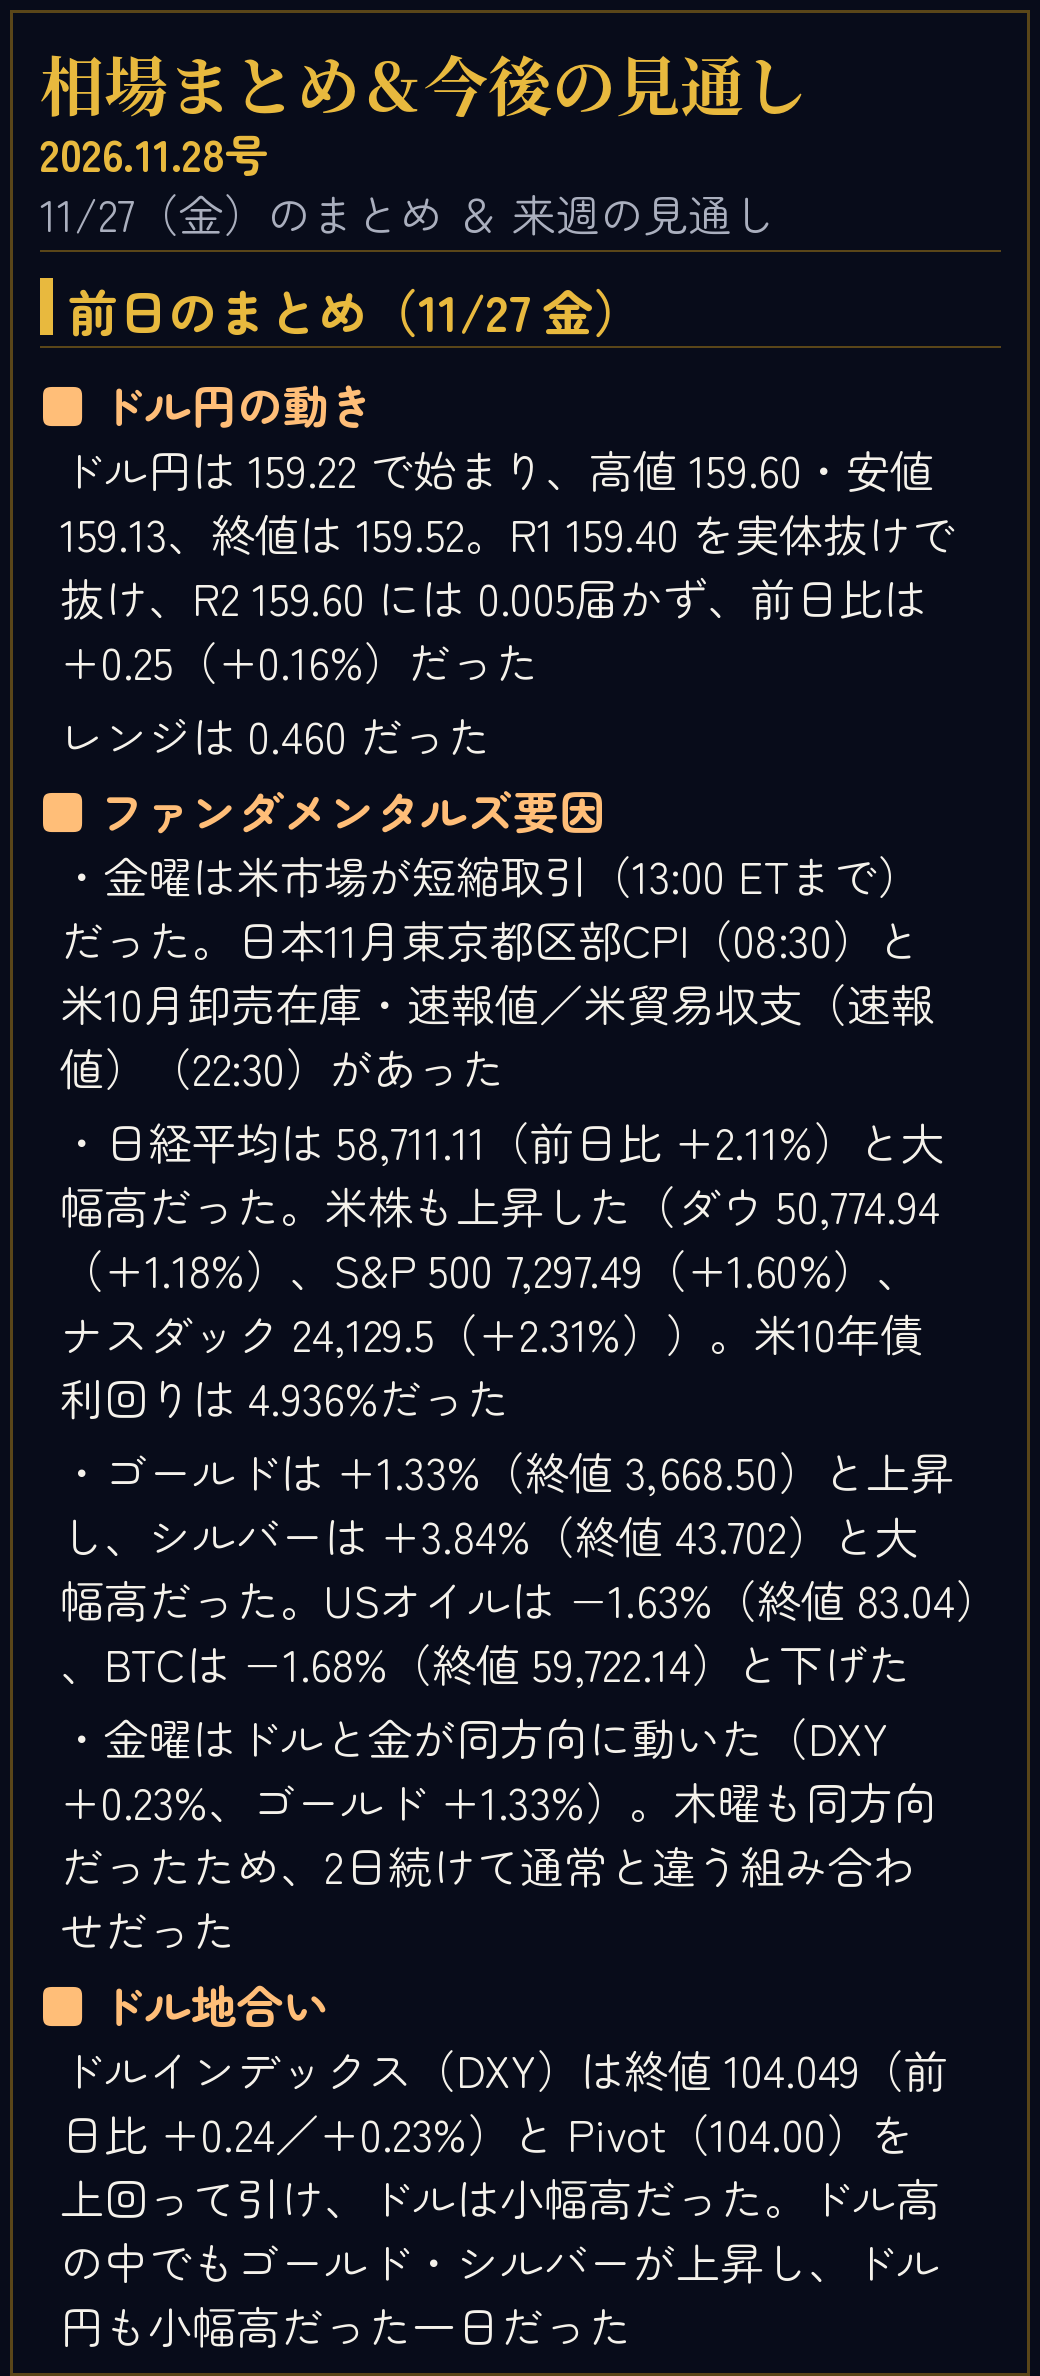 相場まとめ＆今後の見通し
2026.11.28号
11/27（金）のまとめ ＆ 来週の見通し
前日のまとめ（11/27 金）
■ ドル円の動き
ドル円は 159.22 で始まり、高値 159.60・安値
159.13、終値は 159.52。R1 159.40 を実体抜けで
抜け、R2 159.60 には 0.005届かず、前日比は
＋0.25（＋0.16%）だった
レンジは 0.460 だった
■ ファンダメンタルズ要因
・金曜は米市場が短縮取引（13:00 ETまで）
だった。日本11月東京都区部CPI（08:30）と
米10月卸売在庫・速報値／米貿易収支（速報
値）（22:30）があった
・日経平均は 58,711.11（前日比 ＋2.11%）と大
幅高だった。米株も上昇した（ダウ 50,774.94
（＋1.18%）、S&P 500 7,297.49（＋1.60%）、
ナスダック 24,129.5（＋2.31%））。米10年債
利回りは 4.936%だった
・ゴールドは ＋1.33%（終値 3,668.50）と上昇
し、シルバーは ＋3.84%（終値 43.702）と大
幅高だった。USオイルは −1.63%（終値 83.04）
、BTCは −1.68%（終値 59,722.14）と下げた
・金曜はドルと金が同方向に動いた（DXY
＋0.23%、ゴールド ＋1.33%）。木曜も同方向
だったため、2日続けて通常と違う組み合わ
せだった
■ ドル地合い
ドルインデックス（DXY）は終値 104.049（前
日比 ＋0.24／＋0.23%）と Pivot（104.00）を
上回って引け、ドルは小幅高だった。ドル高
の中でもゴールド・シルバーが上昇し、ドル
円も小幅高だった一日だった